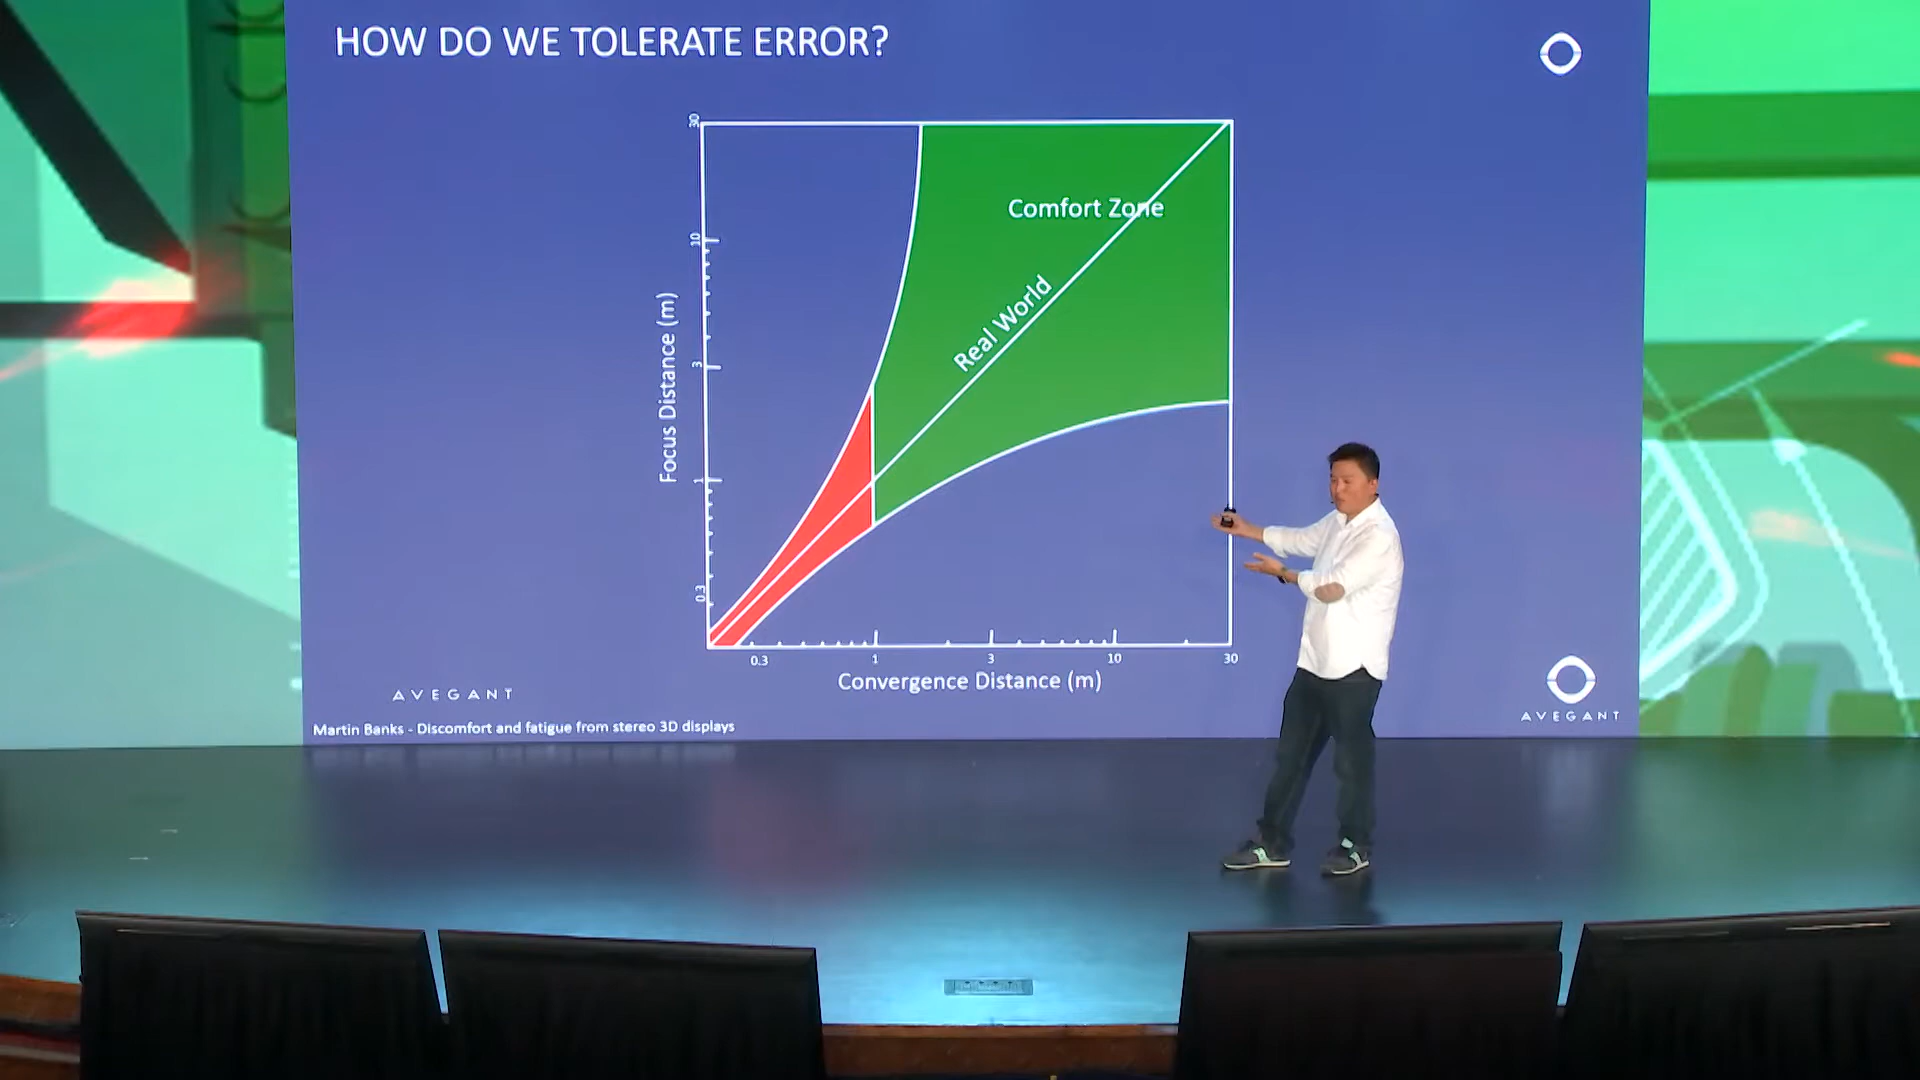 HOW DO WE TOLERATE ERROR?
30
10
3
1
0.3
Focus Distance (m)
Comfort Zone
Real World
0.3 1 3 10 30
Convergence Distance (m)
AVEGANT
Martin Banks - Discomfort and fatigue from stereo 3D displays
AVEGANT